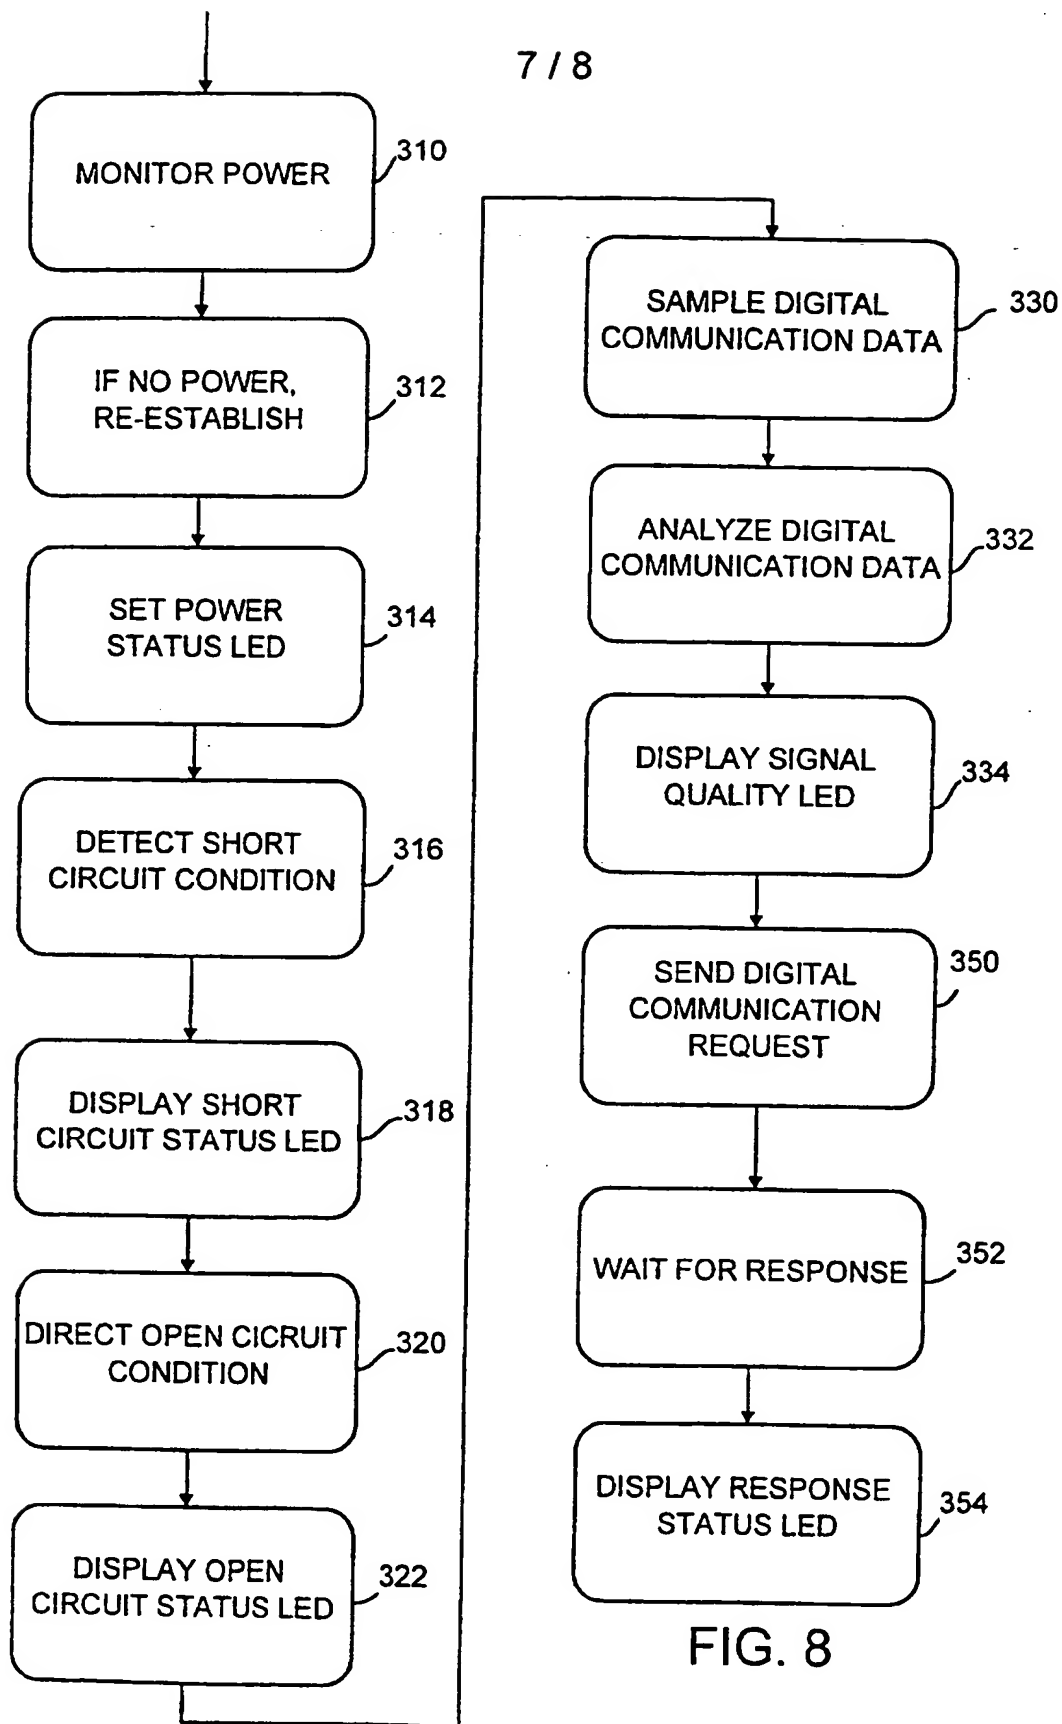 7 / 8
MONITOR POWER
310
IF NO POWER,
RE-ESTABLISH
312
SET POWER
STATUS LED
314
DETECT SHORT
CIRCUIT CONDITION
316
DISPLAY SHORT
CIRCUIT STATUS LED
318
DIRECT OPEN CICRUIT
CONDITION
320
DISPLAY OPEN
CIRCUIT STATUS LED
322
SAMPLE DIGITAL
COMMUNICATION DATA
330
ANALYZE DIGITAL
COMMUNICATION DATA
332
DISPLAY SIGNAL
QUALITY LED
334
SEND DIGITAL
COMMUNICATION
REQUEST
350
WAIT FOR RESPONSE
352
DISPLAY RESPONSE
STATUS LED
354
FIG. 8